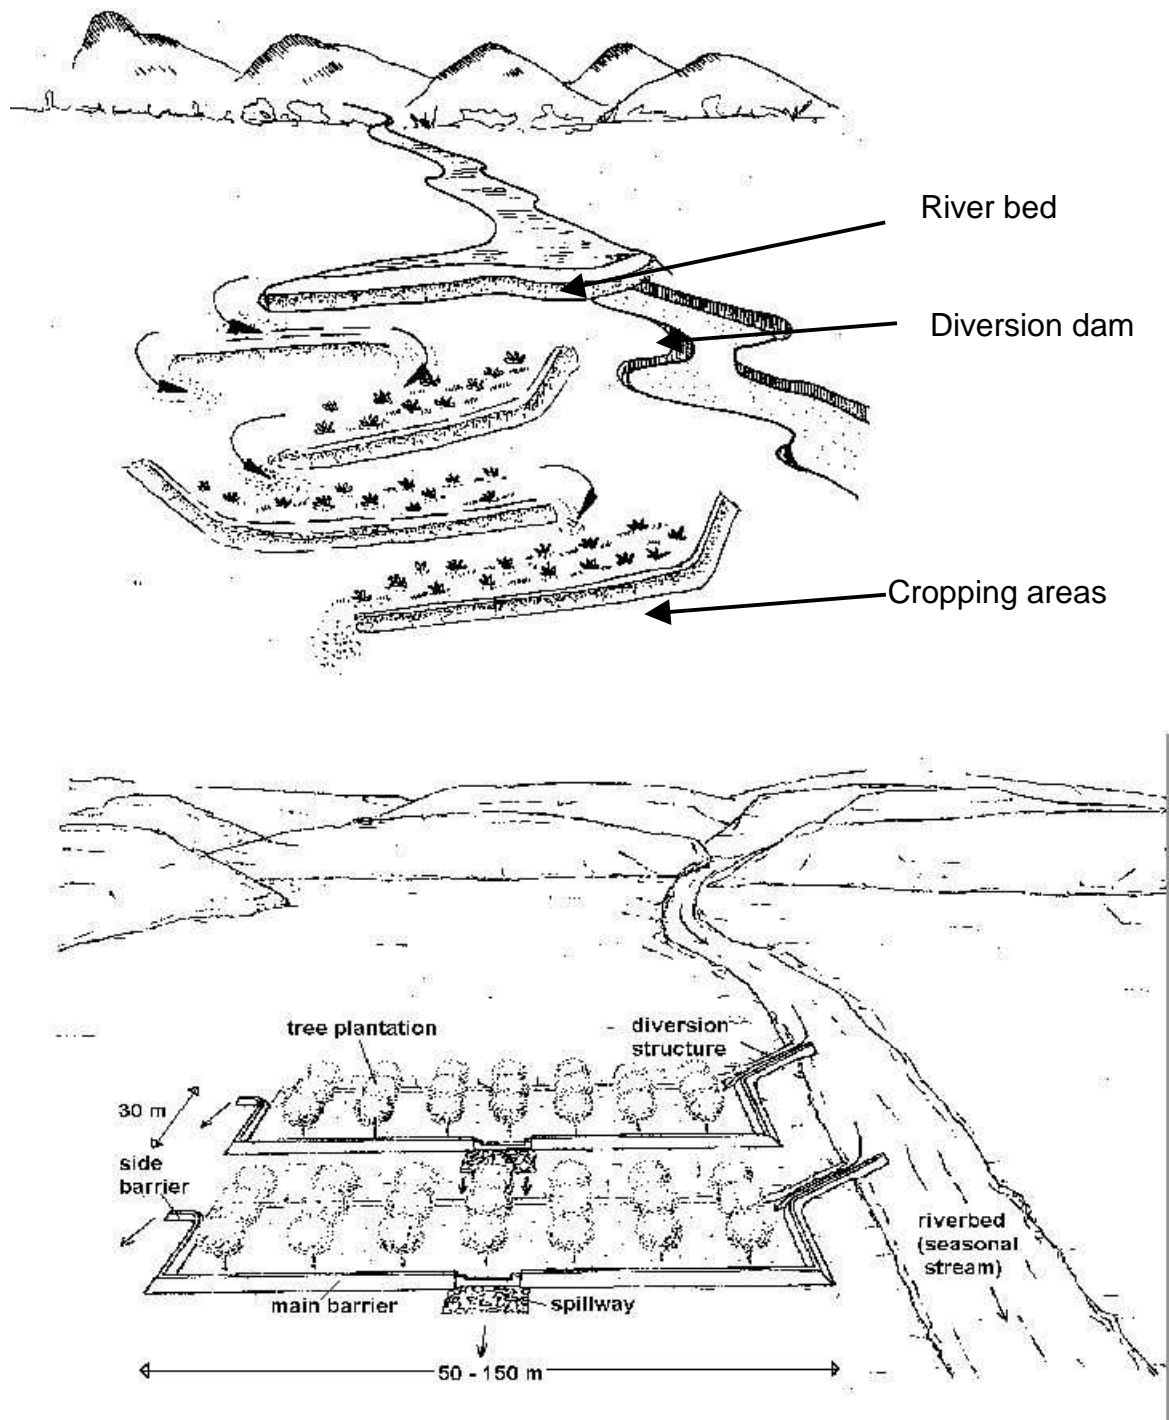 River bed
Diversion dam
Cropping areas
tree plantation
diversion
structure
30 m
side
barrier
riverbed
(seasonal
stream)
main barrier
spillway
50 - 150 m